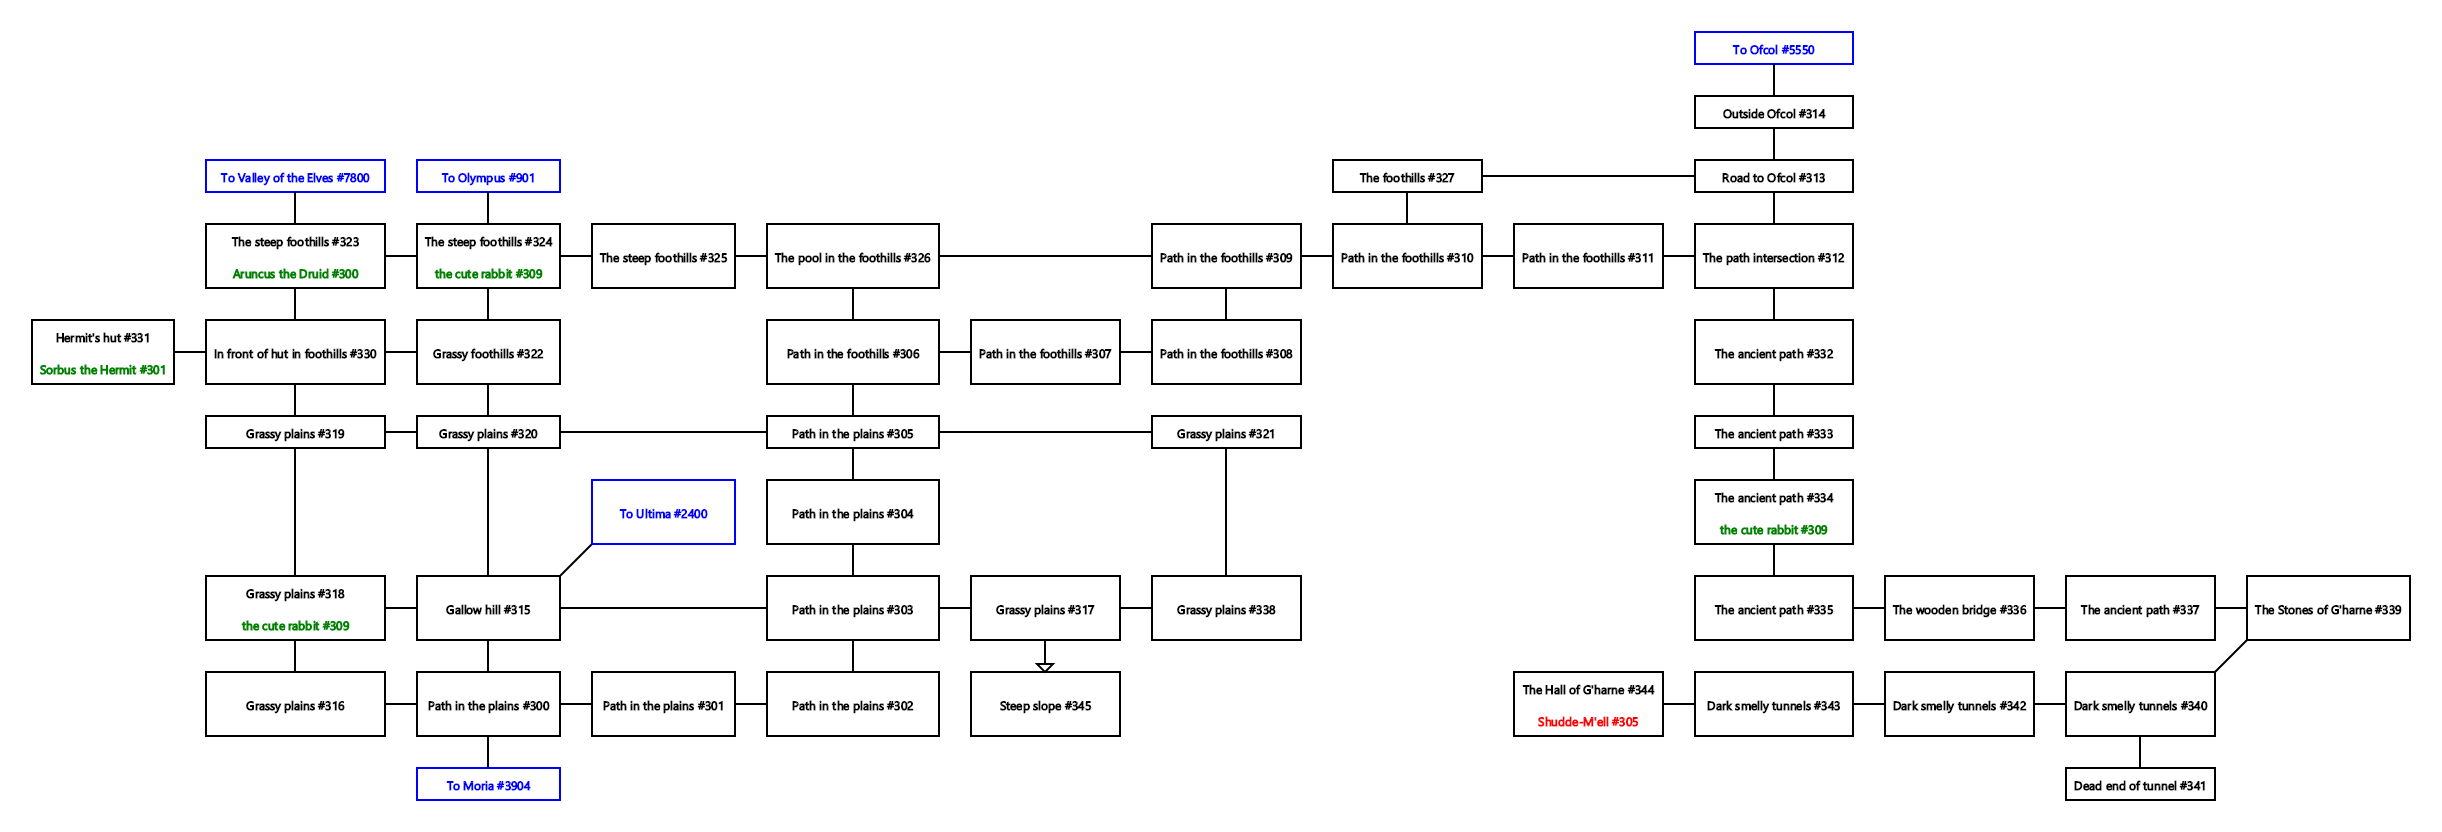 To Ofcol #5550
Outside Ofcol #314
To Valley of the Elves #7800
To Olympus #901
The foothills #327
Road to Ofcol #313
The steep foothills #323
Aruncus the Druid #300
The steep foothills #324
the cute rabbit #309
The steep foothills #325
The pool in the foothills #326
Path in the foothills #309
Path in the foothills #310
Path in the foothills #311
The path intersection #312
Hermit's hut #331
Sorbus the Hermit #301
In front of hut in foothills #330
Grassy foothills #322
Path in the foothills #306
Path in the foothills #307
Path in the foothills #308
The ancient path #332
Grassy plains #319
Grassy plains #320
Path in the plains #305
Grassy plains #321
The ancient path #333
To Ultima #2400
Path in the plains #304
The ancient path #334
the cute rabbit #309
Grassy plains #318
the cute rabbit #309
Gallow hill #315
Path in the plains #303
Grassy plains #317
Grassy plains #338
The ancient path #335
The wooden bridge #336
The ancient path #337
The Stones of G'harne #339
Grassy plains #316
Path in the plains #300
Path in the plains #301
Path in the plains #302
Steep slope #345
The Hall of G'harne #344
Shudde-M'ell #305
Dark smelly tunnels #343
Dark smelly tunnels #342
Dark smelly tunnels #340
To Moria #3904
Dead end of tunnel #341